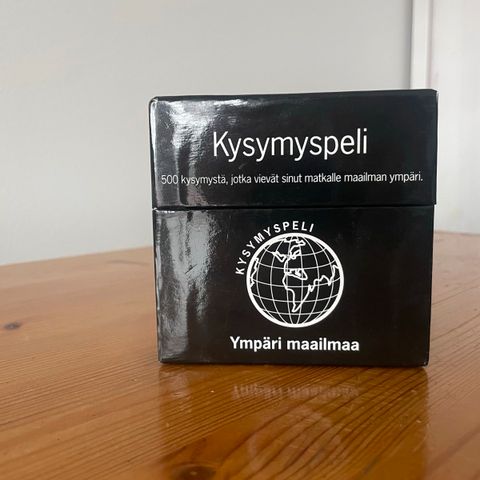 Kysymyspeli
500 kysymystä, jotka vievät sinut matkalle maailman ympäri.
KYSYMYSPELI
Ympäri maailmaa